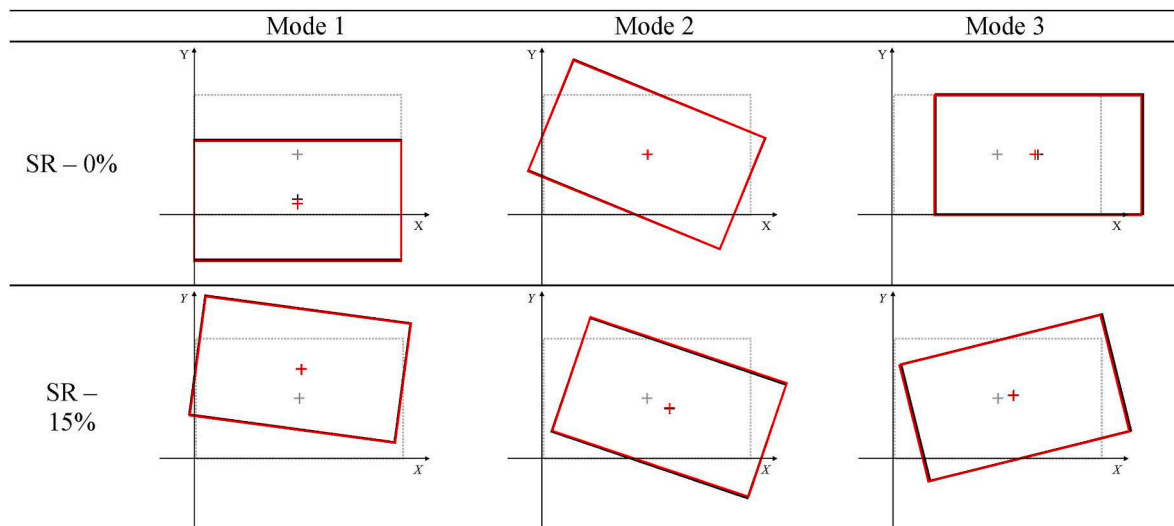 Mode 1 Mode 2 Mode 3
Y Y Y
SR – 0%
X X X
Y Y Y
SR –
15%
X X X